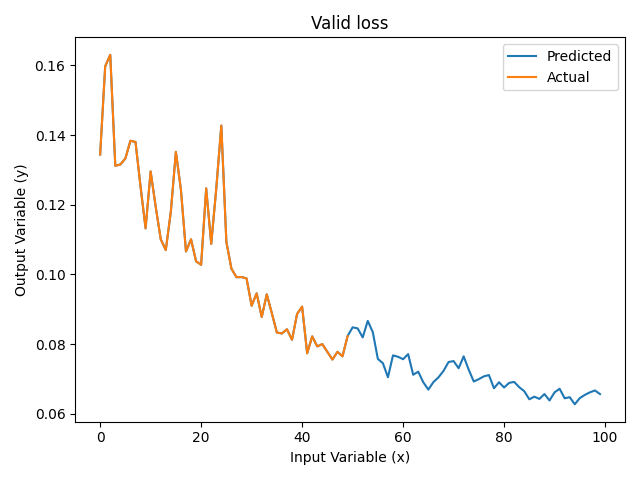 Valid loss
Predicted
Actual
Output Variable (y)
0.16
0.14
0.12
0.10
0.08
0.06
0
20
40
60
80
100
Input Variable (x)